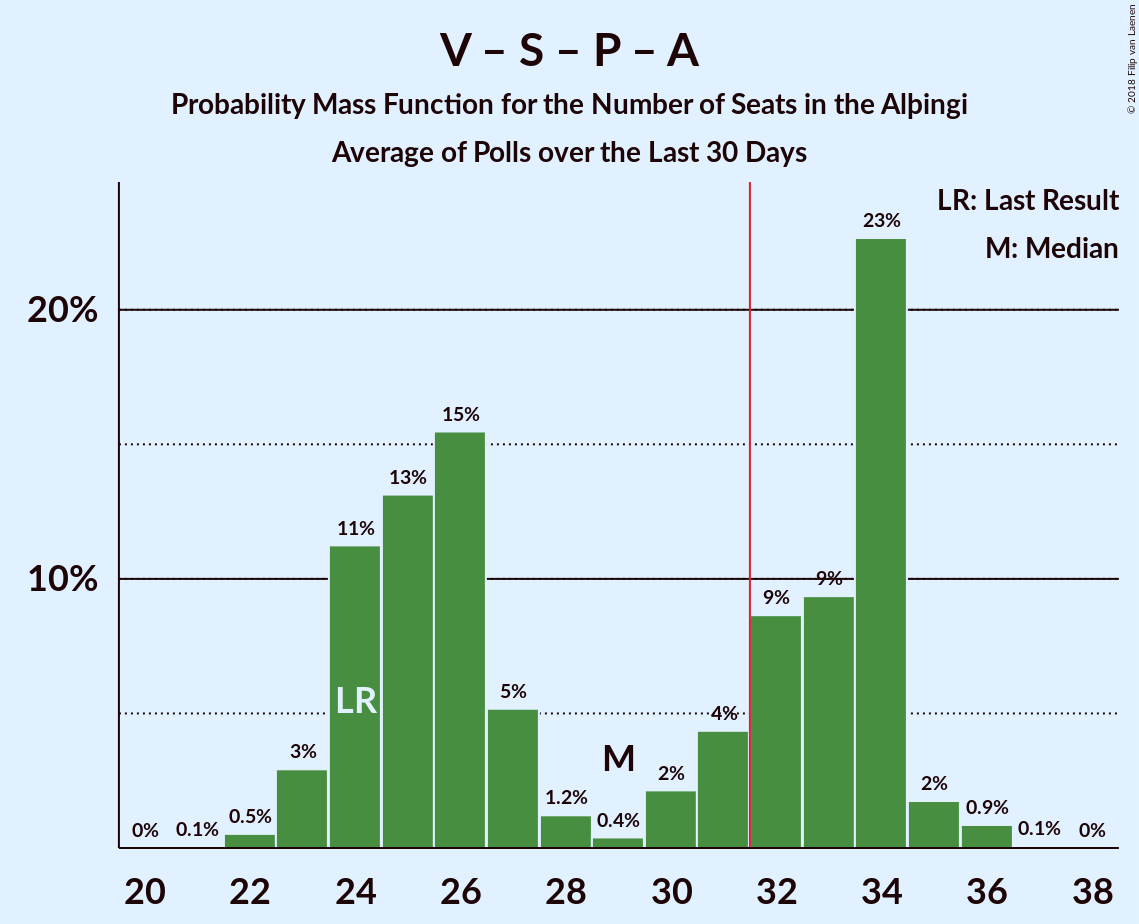 V – S – P – A
Probability Mass Function for the Number of Seats in the Alþingi
Average of Polls over the Last 30 Days
© 2018 Filip van Laenen
LR: Last Result
M: Median
23%
20%
15%
13%
11%
10%
9%
9%
5%
LR
4%
3%
M
2%
2%
1.2%
0.9%
0.5%
0.4%
0%
0.1%
0.1%
0%
20 22 24 26 28 30 32 34 36 38